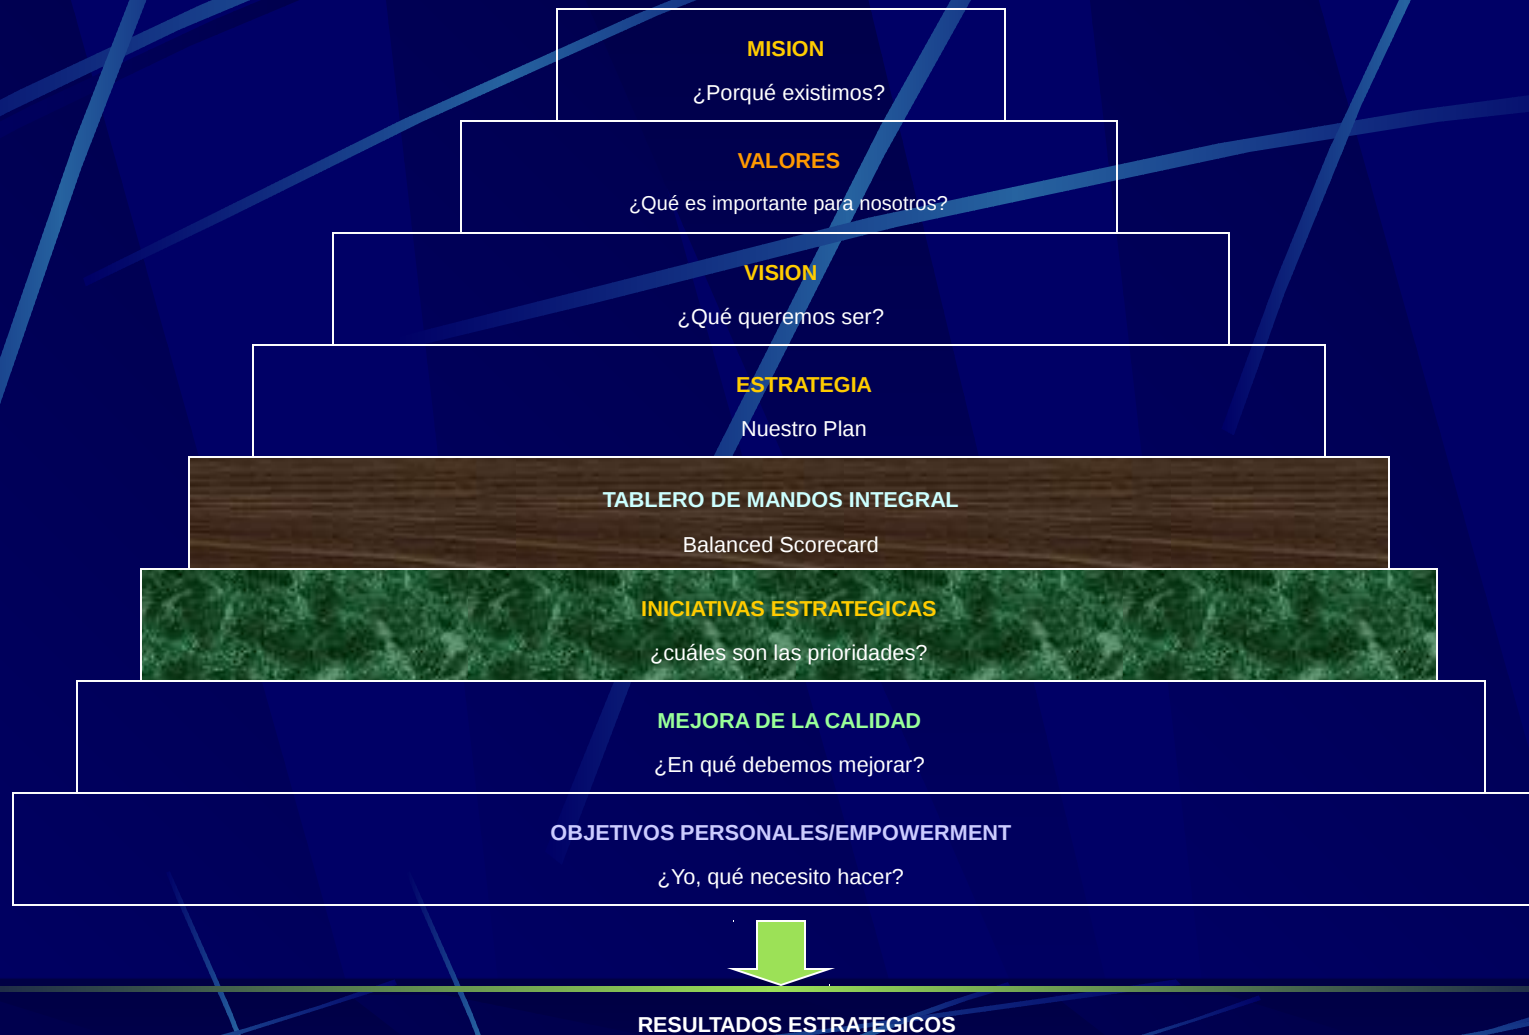 MISION
¿Porqué existimos?
VALORES
¿Qué es importante para nosotros?
VISION
¿Qué queremos ser?
ESTRATEGIA
Nuestro Plan
TABLERO DE MANDOS INTEGRAL
Balanced Scorecard
INICIATIVAS ESTRATEGICAS
¿cuáles son las prioridades?
MEJORA DE LA CALIDAD
¿En qué debemos mejorar?
OBJETIVOS PERSONALES/EMPOWERMENT
¿Yo, qué necesito hacer?
RESULTADOS ESTRATEGICOS